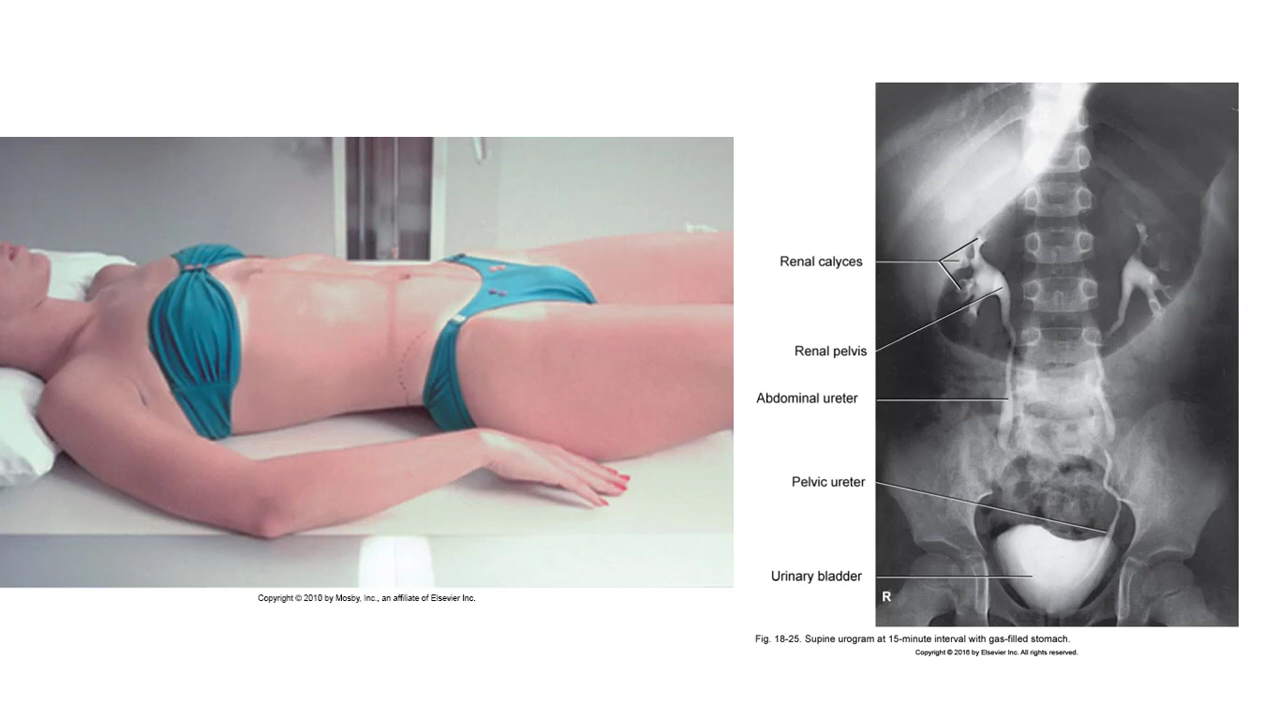 Renal calyces
Renal pelvis
Abdominal ureter
Pelvic ureter
Urinary bladder
R
Copyright © 2010 by Mosby, Inc., an affiliate of Elsevier Inc.
Fig. 18-25. Supine urogram at 15-minute interval with gas-filled stomach.
Copyright © 2016 by Elsevier Inc. All rights reserved.